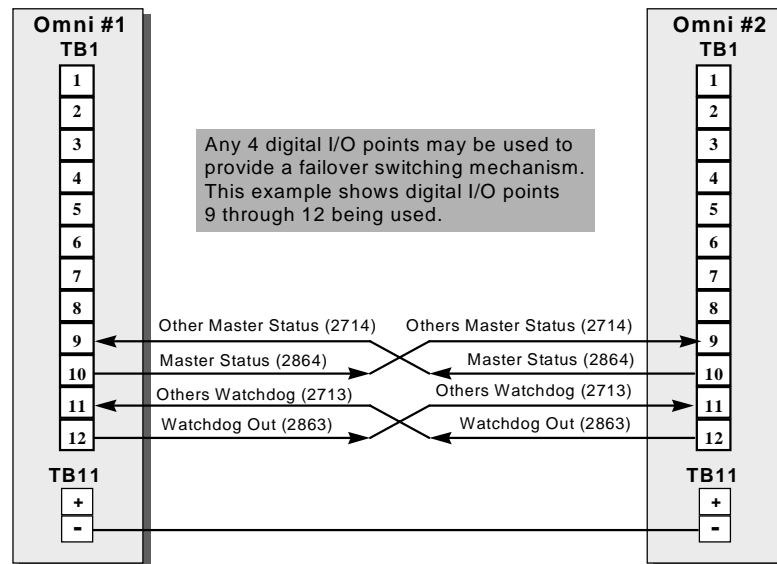 Omni #1
TB1
1
2
3
4
5
6
7
8
9
10
11
12
TB11
+
-
Any 4 digital I/O points may be used to
provide a failover switching mechanism.
This example shows digital I/O points
9 through 12 being used.
Other Master Status (2714)
Master Status (2864)
Others Watchdog (2713)
Watchdog Out (2863)
Others Master Status (2714)
Master Status (2864)
Others Watchdog (2713)
Watchdog Out (2863)
Omni #2
TB1
1
2
3
4
5
6
7
8
9
10
11
12
TB11
+
-